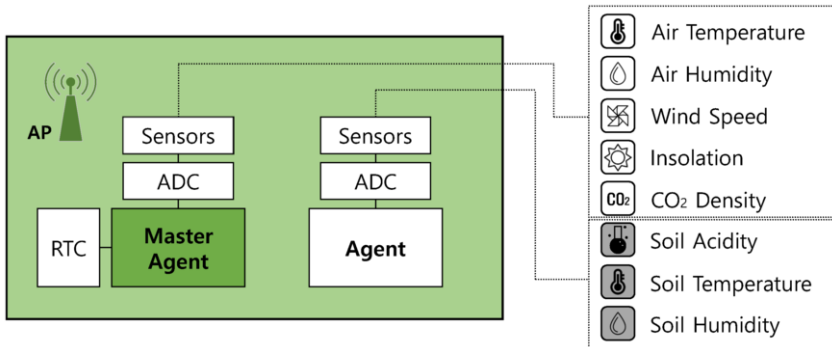 AP
Sensors
ADC
RTC
Master
Agent
Sensors
ADC
Agent
Air Temperature
Air Humidity
Wind Speed
Insolation
CO2 CO₂ Density
Soil Acidity
Soil Temperature
Soil Humidity